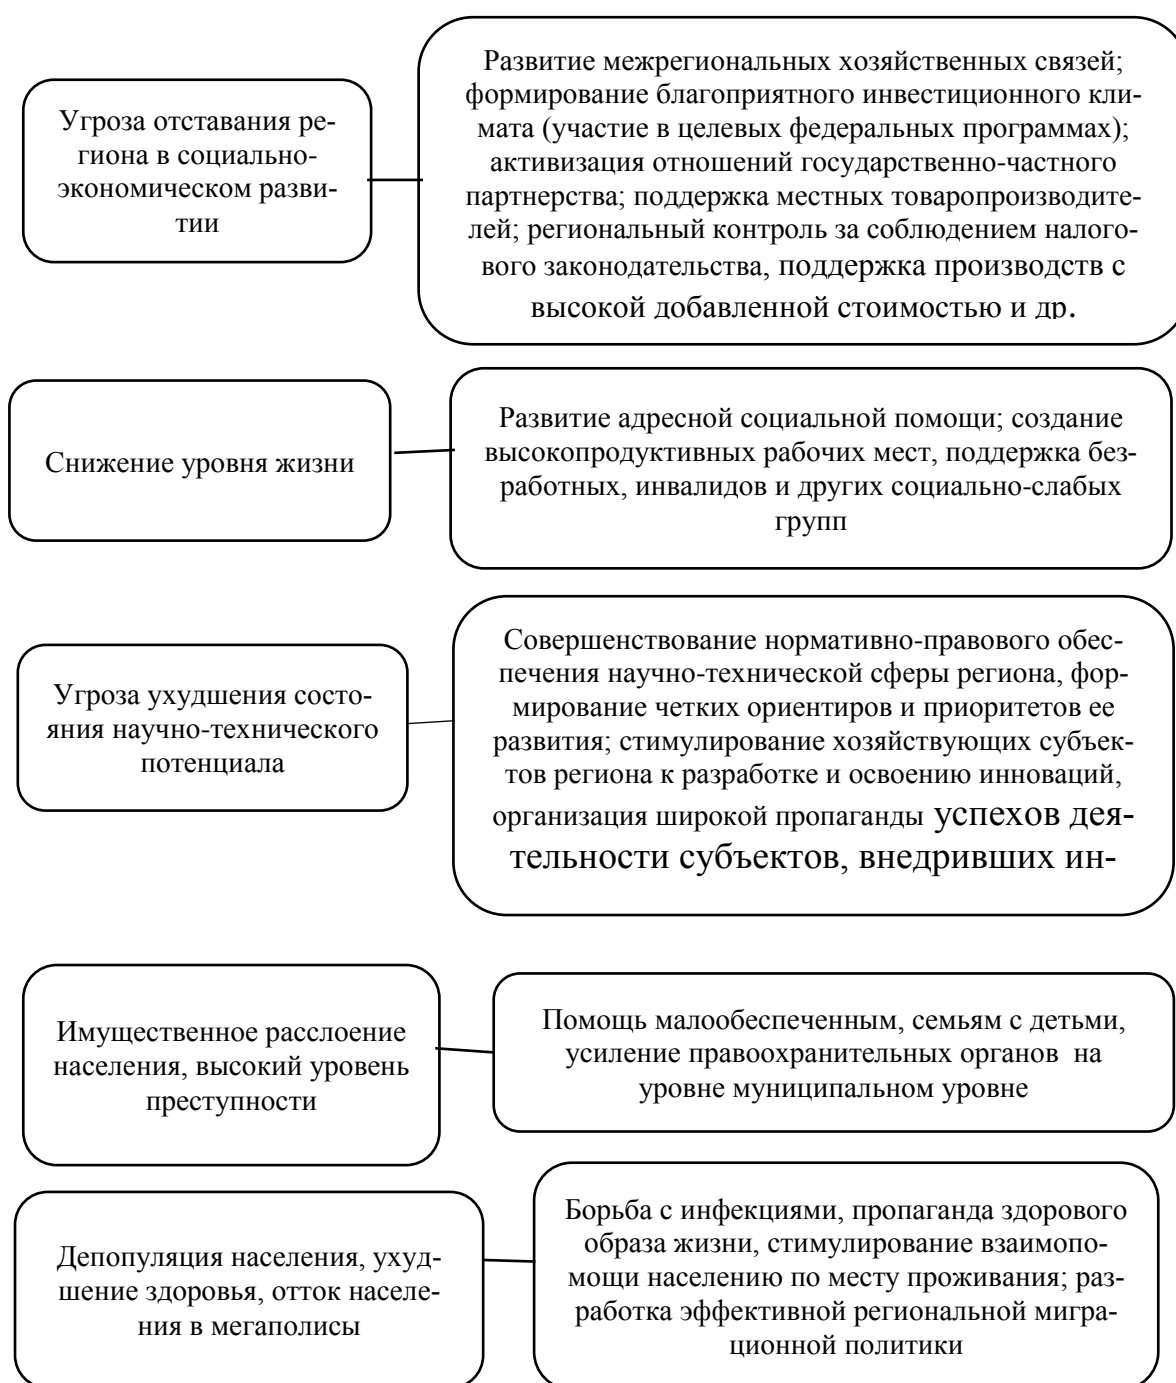 Угроза отставания ре-
гиона в социально-
экономическом разви-
тии
Развитие межрегиональных хозяйственных связей;
формирование благоприятного инвестиционного кли-
мата (участие в целевых федеральных программах);
активизация отношений государственно-частного
партнерства; поддержка местных товаропроизводите-
лей; региональный контроль за соблюдением налого-
вого законодательства, поддержка производств с
высокой добавленной стоимостью и др.
Снижение уровня жизни
Развитие адресной социальной помощи; создание
высокопродуктивных рабочих мест, поддержка без-
работных, инвалидов и других социально-слабых
групп
Угроза ухудшения состо-
яния научно-технического
потенциала
Совершенствование нормативно-правового обес-
печения научно-технической сферы региона, фор-
мирование четких ориентиров и приоритетов ее
развития; стимулирование хозяйствующих субъек-
тов региона к разработке и освоению инноваций,
организация широкой пропаганды успехов дея-
тельности субъектов, внедривших ин-
Имущественное расслоение
населения, высокий уровень
преступности
Помощь малообеспеченным, семьям с детьми,
усиление правоохранительных органов на
уровне муниципальном уровне
Депопуляция населения, ухуд-
шение здоровья, отток населе-
ния в мегаполисы
Борьба с инфекциями, пропаганда здорового
образа жизни, стимулирование взаимопо-
мощи населению по месту проживания; раз-
работка эффективной региональной мигра-
ционной политики